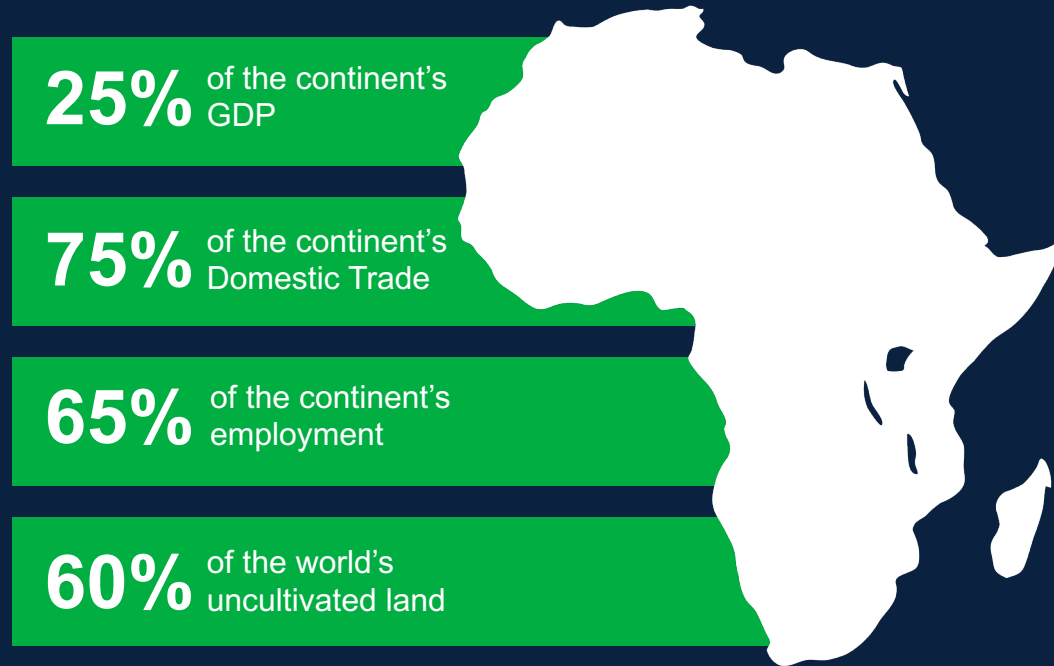 25% of the continent's
GDP
75% of the continent's
Domestic Trade
65% of the continent's
employment
60% of the world's
uncultivated land